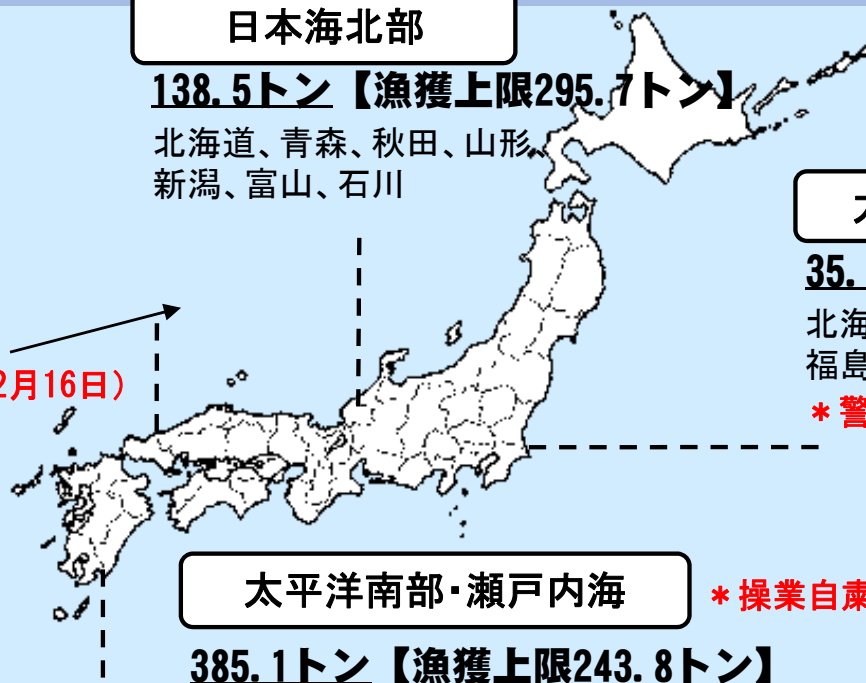 日本海北部
138.5トン【漁獲上限295.7トン】
北海道、青森、秋田、山形、
新潟、富山、石川
35.
北海
福島
＊警
2月16日）
太平洋南部・瀬戸内海
＊操業自粛
385.1トン【漁獲上限243.8トン】